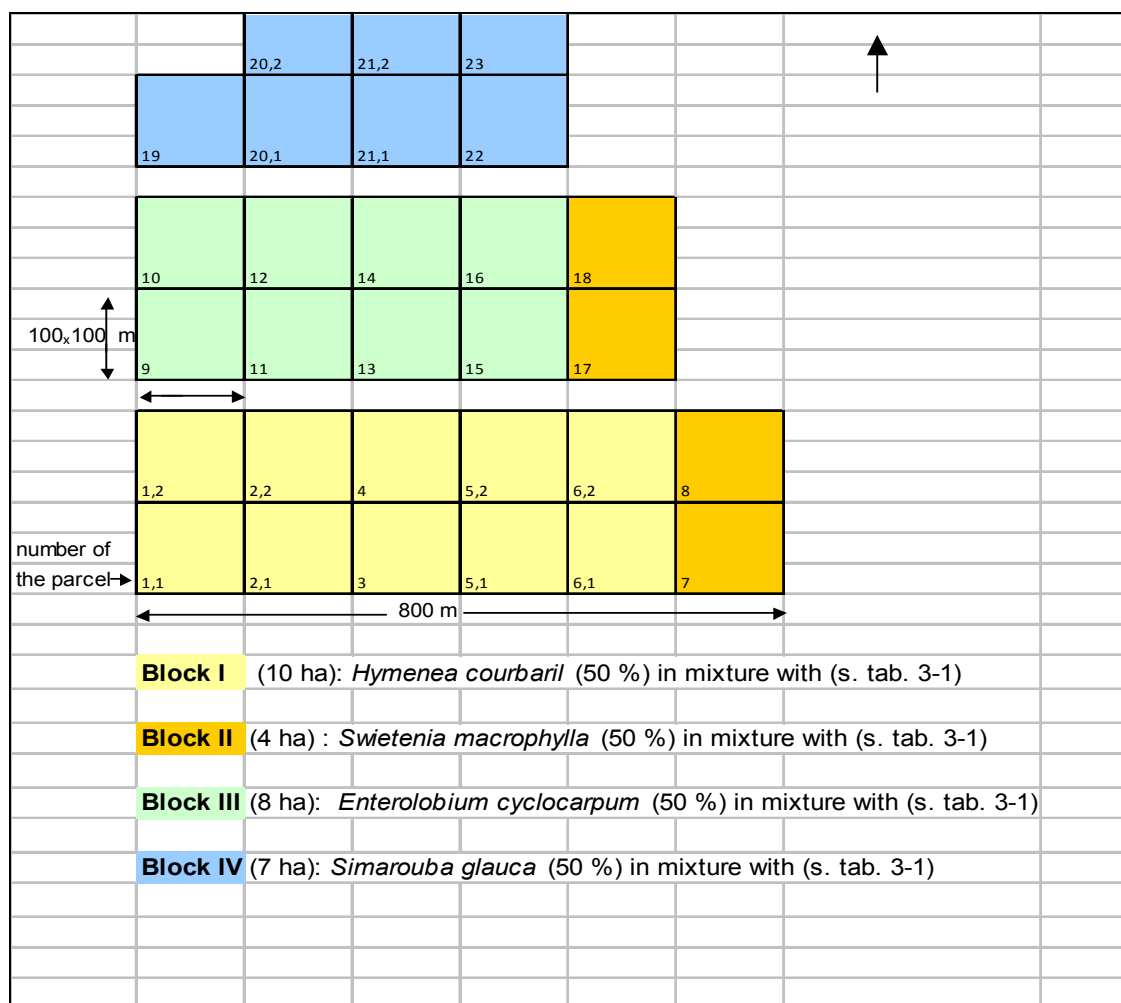 20,2 21,2 23
19 20,1 21,1 22
10 12 14 16 18
100x100 m
9 11 13 15 17
1,2 2,2 4 5,2 6,2 8
number of
the parcel 1,1 2,1 3 5,1 6,1 7
800 m
Block I (10 ha): Hymenea courbaril (50 %) in mixture with (s. tab. 3-1)
Block II (4 ha) : Swietenia macrophylla (50 %) in mixture with (s. tab. 3-1)
Block III (8 ha): Enterolobium cyclocarpum (50 %) in mixture with (s. tab. 3-1)
Block IV (7 ha): Simarouba glauca (50 %) in mixture with (s. tab. 3-1)